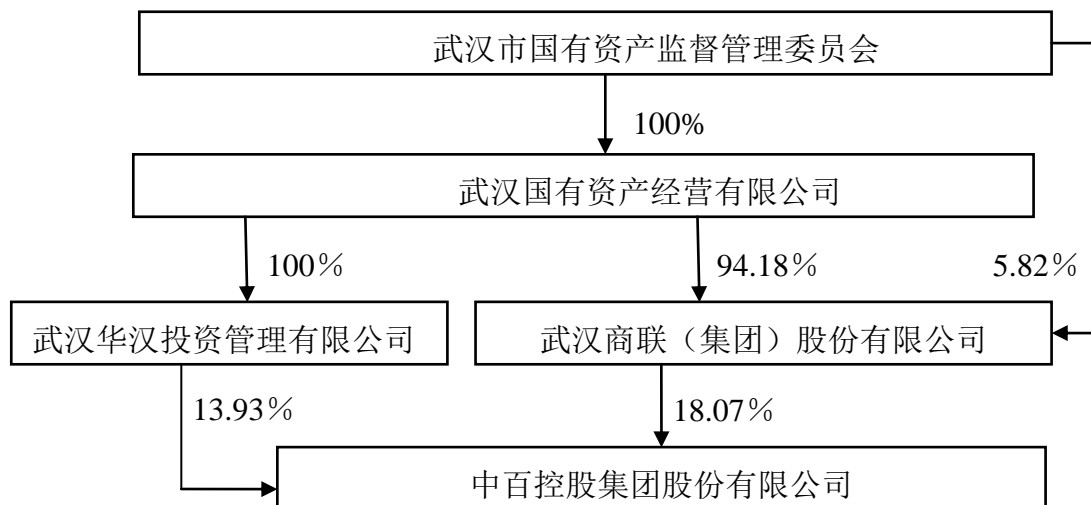 武汉市国有资产监督管理委员会
100%
武汉国有资产经营有限公司
100％
94.18％
5.82％
武汉华汉投资管理有限公司
武汉商联（集团）股份有限公司
13.93％
18.07％
中百控股集团股份有限公司